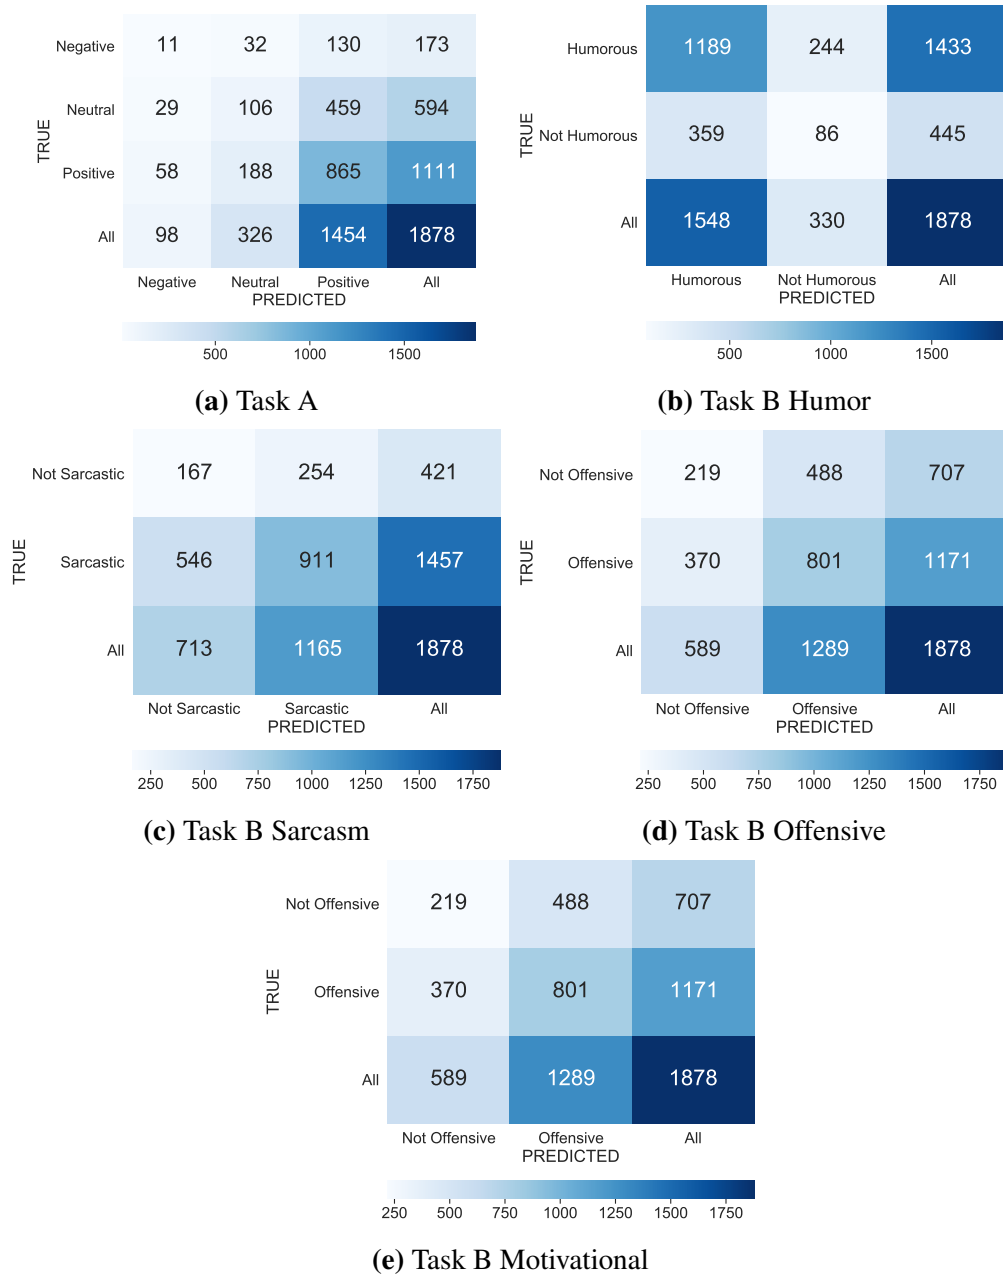 Negative 11 32 130 173
Neutral 29 106 459 594
Positive 58 188 865 1111
All 98 326 1454 1878
TRUE
Negative Neutral Positive All
PREDICTED
500 1000 1500
(a) Task A
Humorous 1189 244 1433
Not Humorous 359 86 445
All 1548 330 1878
TRUE
Humorous Not Humorous All
PREDICTED
500 1000 1500
(b) Task B Humor
Not Sarcastic 167 254 421
Sarcastic 546 911 1457
All 713 1165 1878
TRUE
Not Sarcastic Sarcastic All
PREDICTED
250 500 750 1000 1250 1500 1750
(c) Task B Sarcasm
Not Offensive 219 488 707
Offensive 370 801 1171
All 589 1289 1878
TRUE
Not Offensive Offensive All
PREDICTED
250 500 750 1000 1250 1500 1750
(d) Task B Offensive
Not Offensive 219 488 707
Offensive 370 801 1171
All 589 1289 1878
TRUE
Not Offensive Offensive All
PREDICTED
250 500 750 1000 1250 1500 1750
(e) Task B Motivational